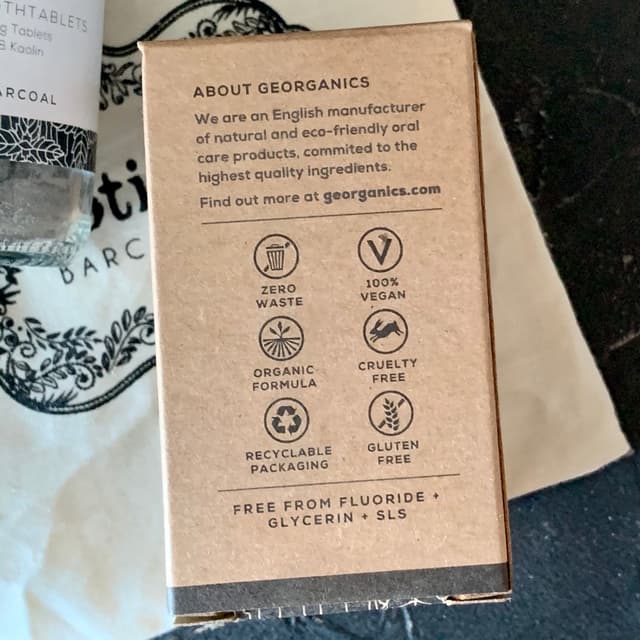 THTABLETS
g Tablets
& Kaolin
ARCOAL
ABOUT GEORGANICS
We are an English manufacturer
of natural and eco-friendly oral
care products, commited to the
highest quality ingredients.
Find out more at georganics.com
ZERO
WASTE
100%
VEGAN
ORGANIC
FORMULA
CRUELTY
FREE
RECYCLABLE
PACKAGING
GLUTEN
FREE
FREE FROM FLUORIDE +
GLYCERIN + SLS
oti
BARC